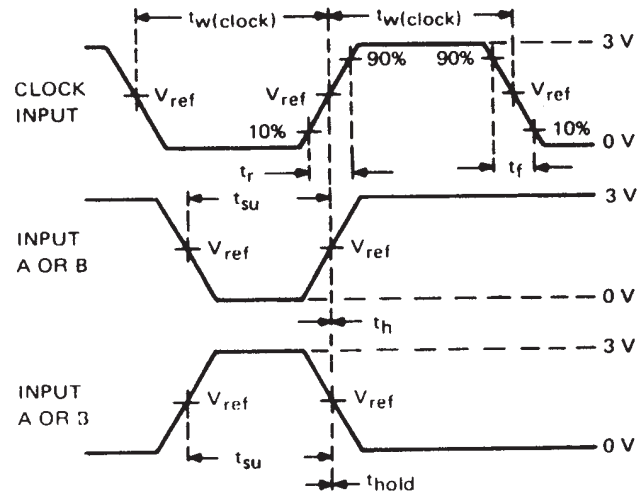 tw(clock) tw(clock)
3 V
90% 90%
CLOCK
INPUT
Vref Vref Vref
10% 10%
0 V
tr tf
tsu
3 V
INPUT
A OR B
Vref Vref
0 V
th
3 V
INPUT
A OR B
Vref Vref
0 V
tsu
thold